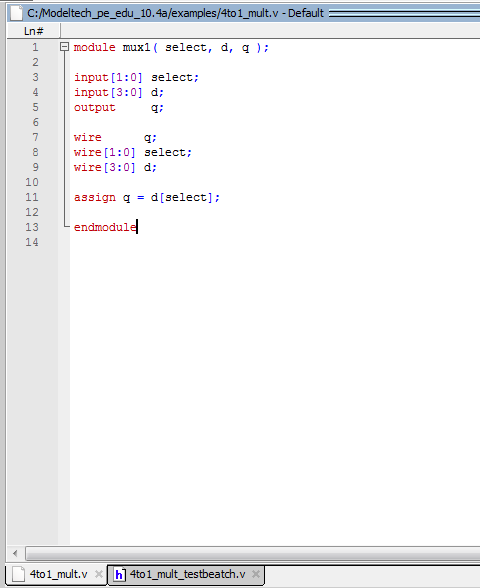 C:/Modeltech_pe_edu_10.4a/examples/4to1_mult.v - Default
Ln#
1 module mux1( select, d, q );
2
3 input[1:0] select;
4 input[3:0] d;
5 output     q;
6
7 wire      q;
8 wire[1:0] select;
9 wire[3:0] d;
10
11 assign q = d[select];
12
13 endmodule
14
4to1_mult.v h 4to1_mult_testbeatch.v